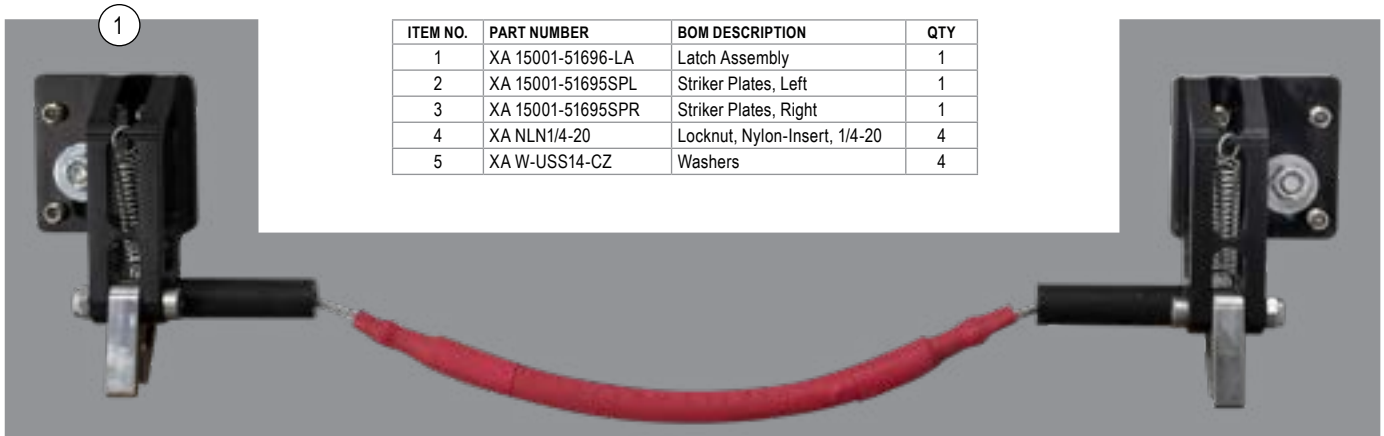 1
ITEM NO. PART NUMBER BOM DESCRIPTION QTY
1 XA 15001-51696-LA Latch Assembly 1
2 XA 15001-51695SPL Striker Plates, Left 1
3 XA 15001-51695SPR Striker Plates, Right 1
4 XA NLN1/4-20 Locknut, Nylon-Insert, 1/4-20 4
5 XA W-USS14-CZ Washers 4